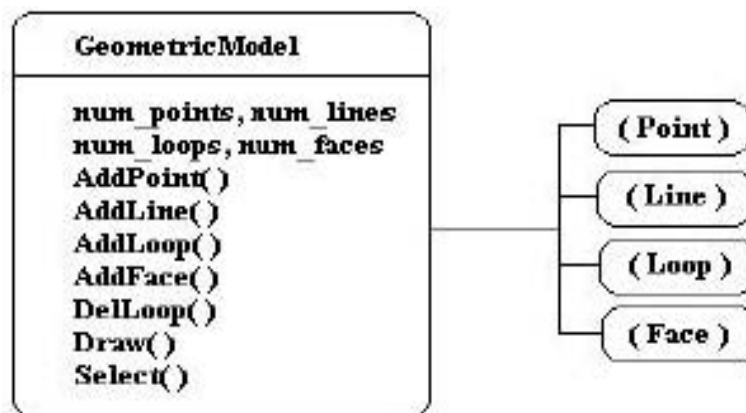 GeometricModel
num_points, num_lines
num_loops, num_faces
AddPoint()
AddLine()
AddLoop()
AddFace()
DelLoop()
Draw()
Select()
( Point )
( Line )
( Loop )
( Face )